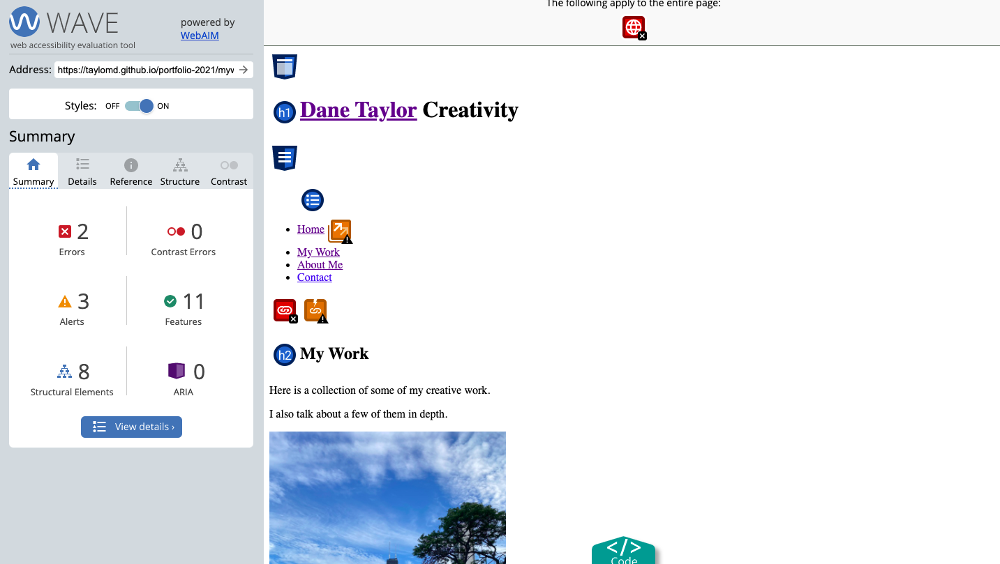 WAVE
powered by
WebAIM
web accessibility evaluation tool
Address: https://taylomd.github.io/portfolio-2021/myw
Styles: OFF ON
Summary
Summary Details Reference Structure Contrast
2 0
Errors Contrast Errors
3 11
Alerts Features
8 0
Structural Elements ARIA
View details ›
The following apply to the entire page:
h1 Dane Taylor Creativity
Home
My Work
About Me
Contact
h2 My Work
Here is a collection of some of my creative work.
I also talk about a few of them in depth.
</>
Code